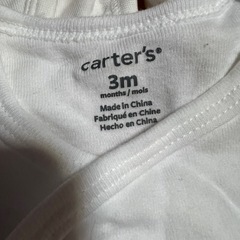 carter's®
3m
months / mois
Made in China
Fabriqué en Chine
Hecho en China